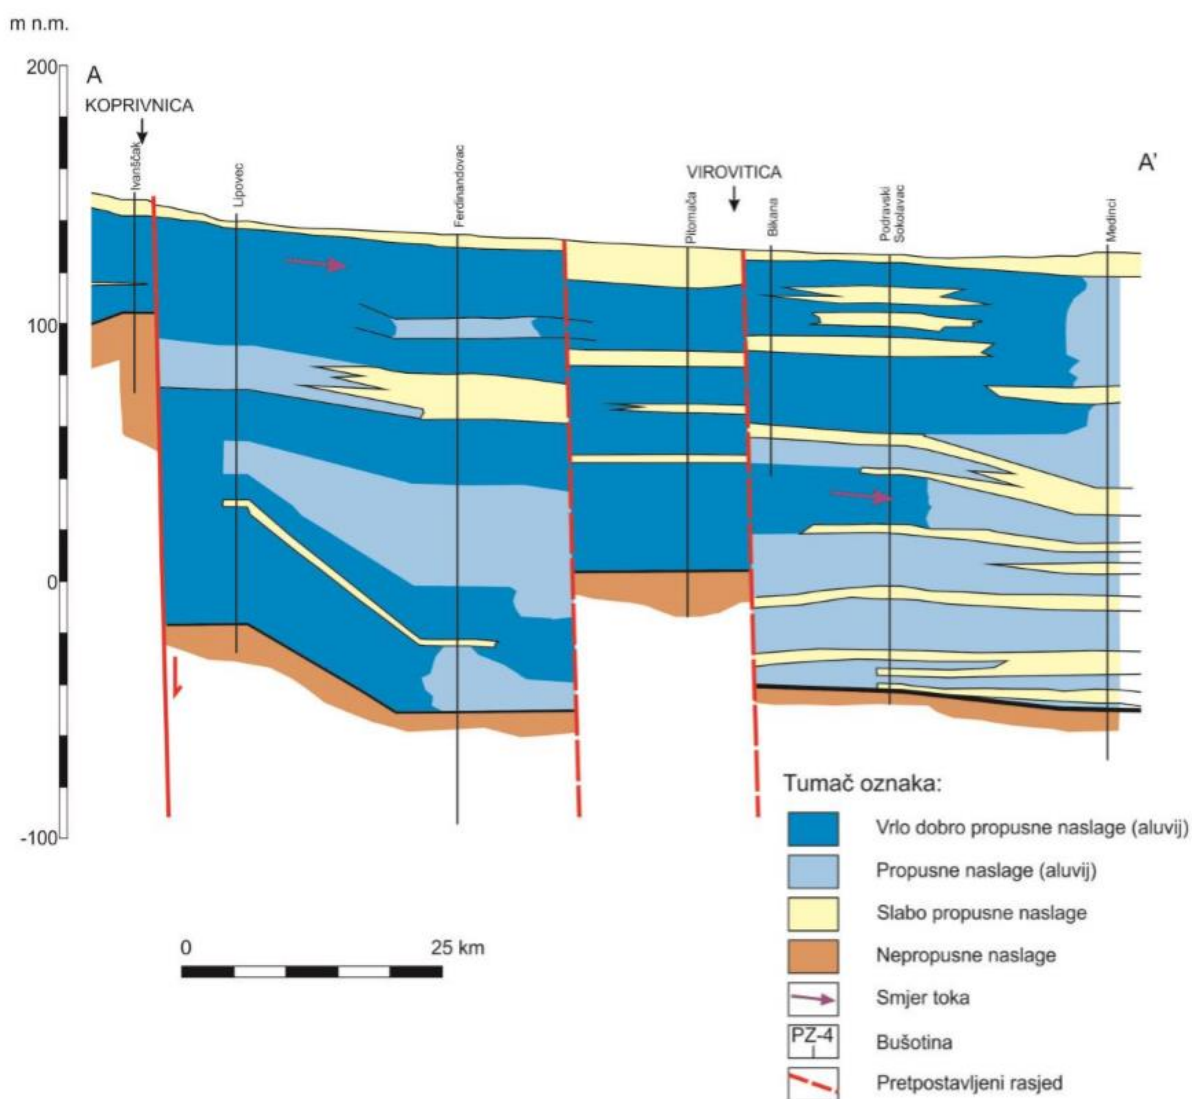 m n.m.
200
A
KOPRIVNICA
Ivanščak
Lipovec
Ferdinandovac
Pitomača
VIROVITICA
Bikana
Podravski
Sokolavac
Medinci
A'
100
0
-100
Tumač oznaka:
Vrlo dobro propusne naslage (aluvij)
Propusne naslage (aluvij)
Slabo propusne naslage
Nepropusne naslage
Smjer toka
PZ-4
Bušotina
Pretpostavljeni rasjed
0
25 km